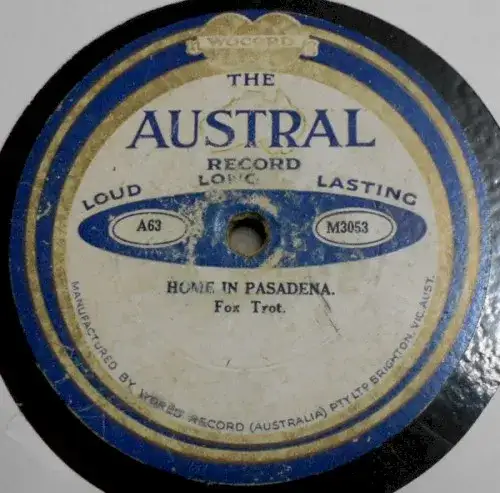 WOCORD
THE
AUSTRAL
RECORD
LOUD LONG LASTING
A63 M3053
HOME IN PASADENA.
Fox Trot.
MANUFACTURED BY WORLD RECORD (AUSTRALIA) PTY LTD BRIGHTON, VIC. AUST.